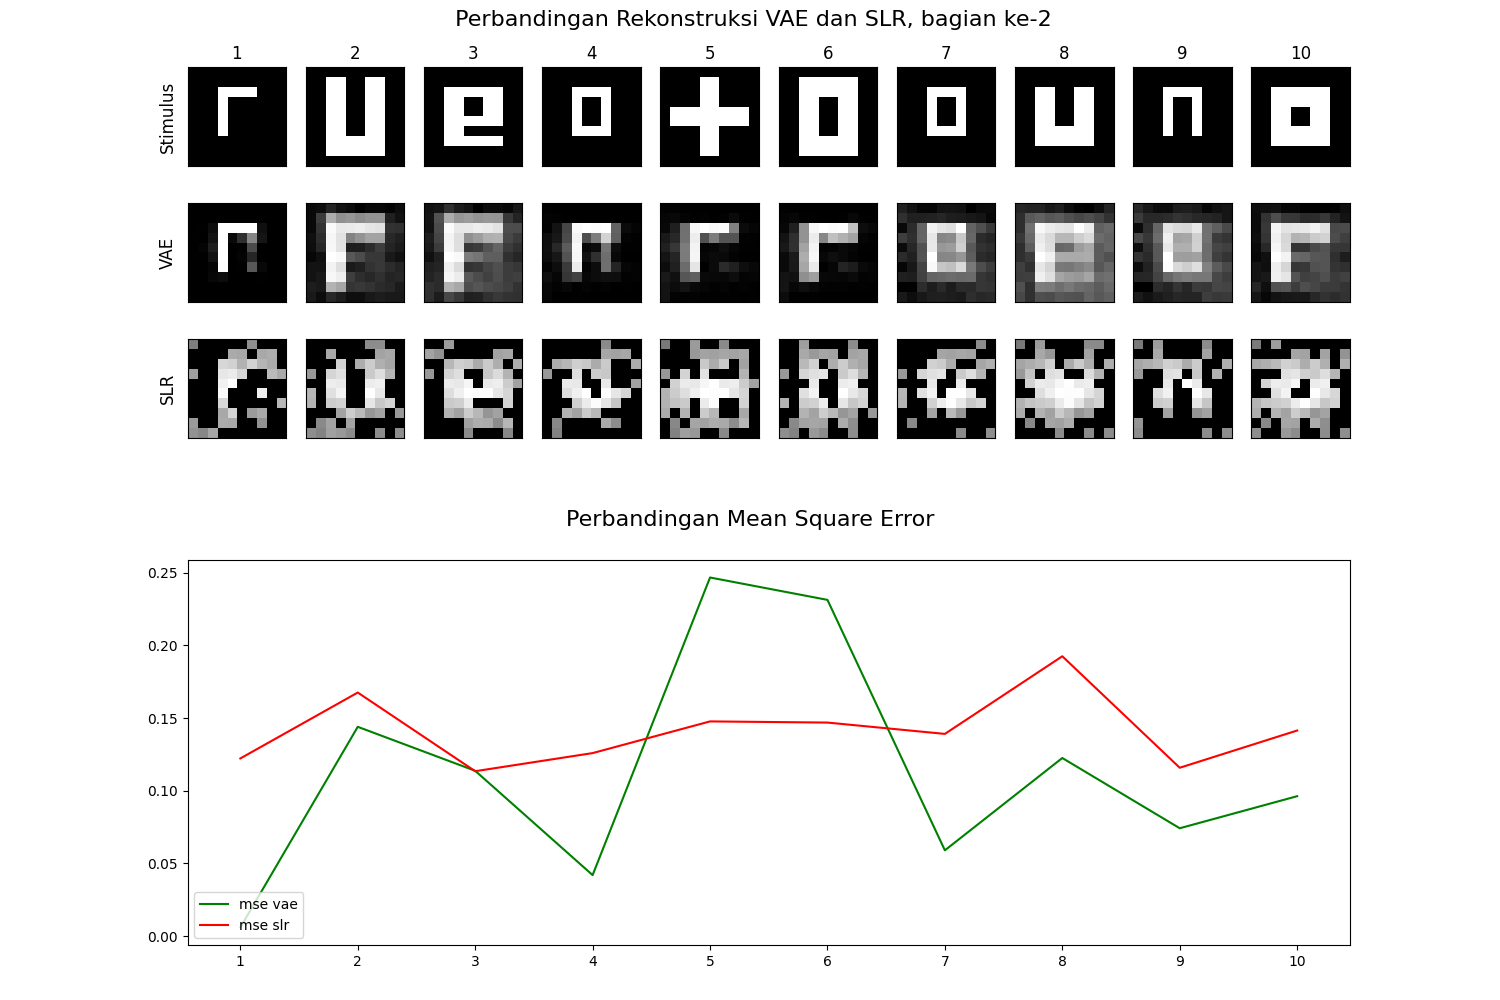 Perbandingan Rekonstruksi VAE dan SLR, bagian ke-2
1 2 3 4 5 6 7 8 9 10
Stimulus
VAE
SLR
Perbandingan Mean Square Error
0.25
0.20
0.15
0.10
0.05
0.00
mse vae
mse slr
1 2 3 4 5 6 7 8 9 10